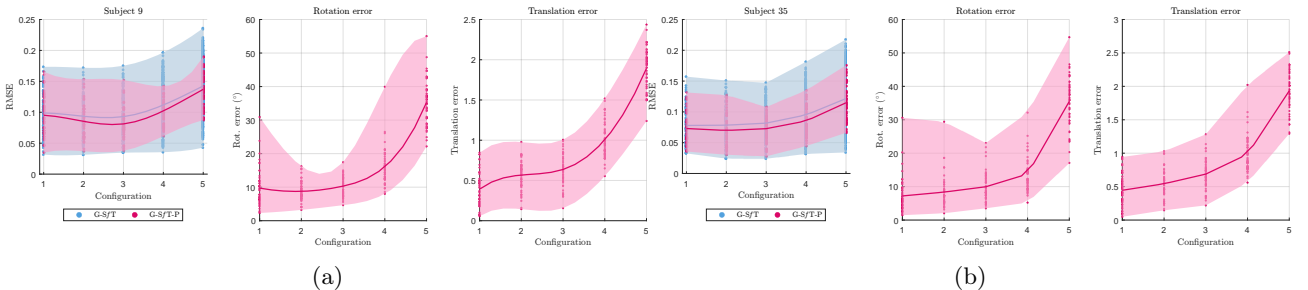 Subject 9
RMSE
0.25
0.2
0.15
0.1
0.05
0
1 2 3 4 5
Configuration
G-SfT G-SfT-P
Rotation error
Rot. error (°)
60
50
40
30
20
10
0
1 2 3 4 5
Configuration
Translation error
Translation error
2.5
2
1.5
1
0.5
0
1 2 3 4 5
Configuration
(a)
Subject 35
RMSE
0.25
0.2
0.15
0.1
0.05
0
1 2 3 4 5
Configuration
G-SfT G-SfT-P
Rotation error
Rot. error (°)
60
50
40
30
20
10
0
1 2 3 4 5
Configuration
Translation error
Translation error
3
2.5
2
1.5
1
0.5
0
1 2 3 4 5
Configuration
(b)